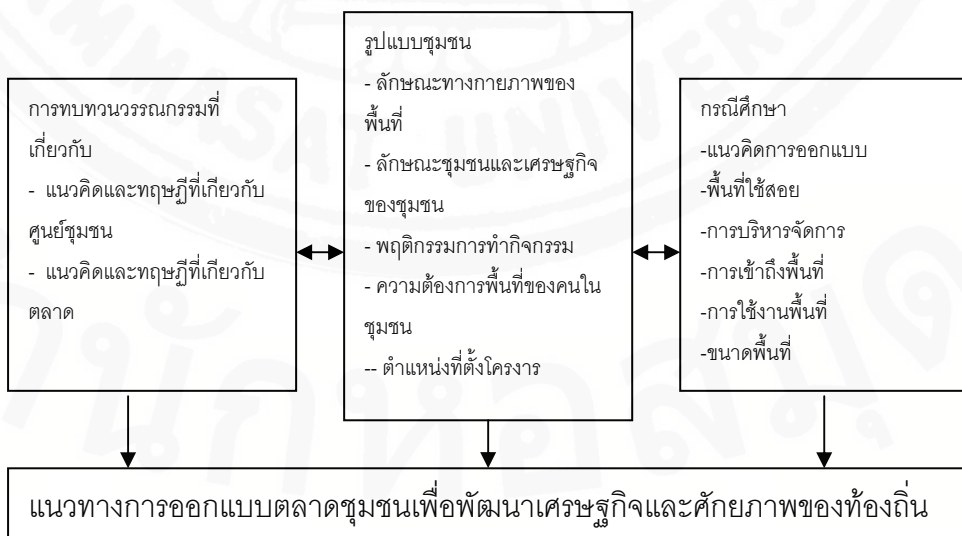 การทบทวนวรรณกรรมที่
เกี่ยวกับ
- แนวคิดและทฤษฎีที่เกียวกับ
ศูนย์ชุมชน
- แนวคิดและทฤษฎีที่เกียวกับ
ตลาด
รูปแบบชุมชน
- ลักษณะทางกายภาพของ
พื้นที่
- ลักษณะชุมชนและเศรษฐกิจ
ของชุมชน
- พฤติกรรมการทำกิจกรรม
- ความต้องการพื้นที่ของคนใน
ชุมชน
-- ตำแหน่งที่ตั้งโครงาร
กรณีศึกษา
-แนวคิดการออกแบบ
-พื้นที่ใช้สอย
-การบริหารจัดการ
-การเข้าถึงพื้นที่
-การใช้งานพื้นที่
-ขนาดพื้นที่
แนวทางการออกแบบตลาดชุมชนเพื่อพัฒนาเศรษฐกิจและศักยภาพของท้องถิ่น